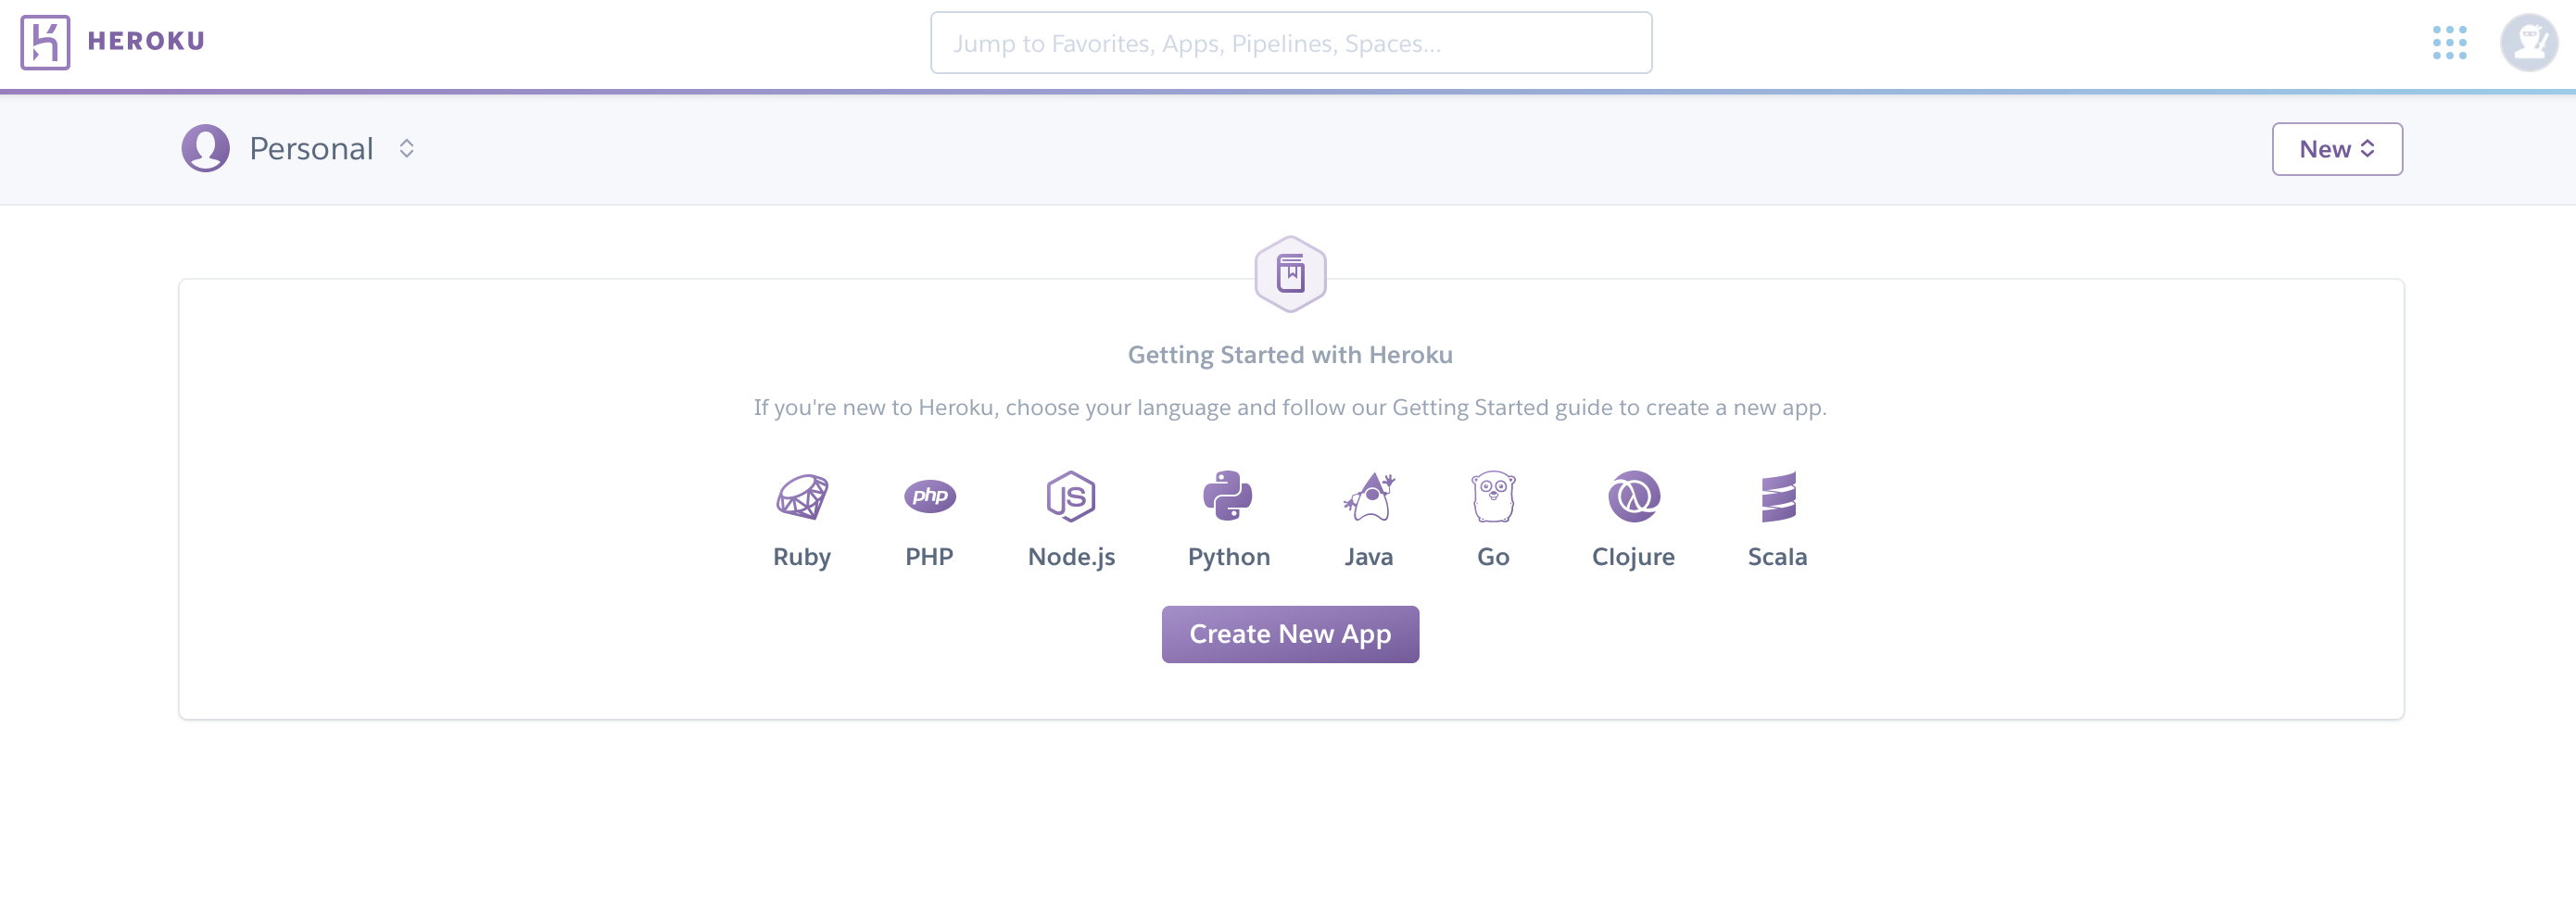 HEROKU
Jump to Favorites, Apps, Pipelines, Spaces...
Personal
New
Getting Started with Heroku
If you're new to Heroku, choose your language and follow our Getting Started guide to create a new app.
php
JS
Ruby PHP Node.js Python Java Go Clojure Scala
Create New App